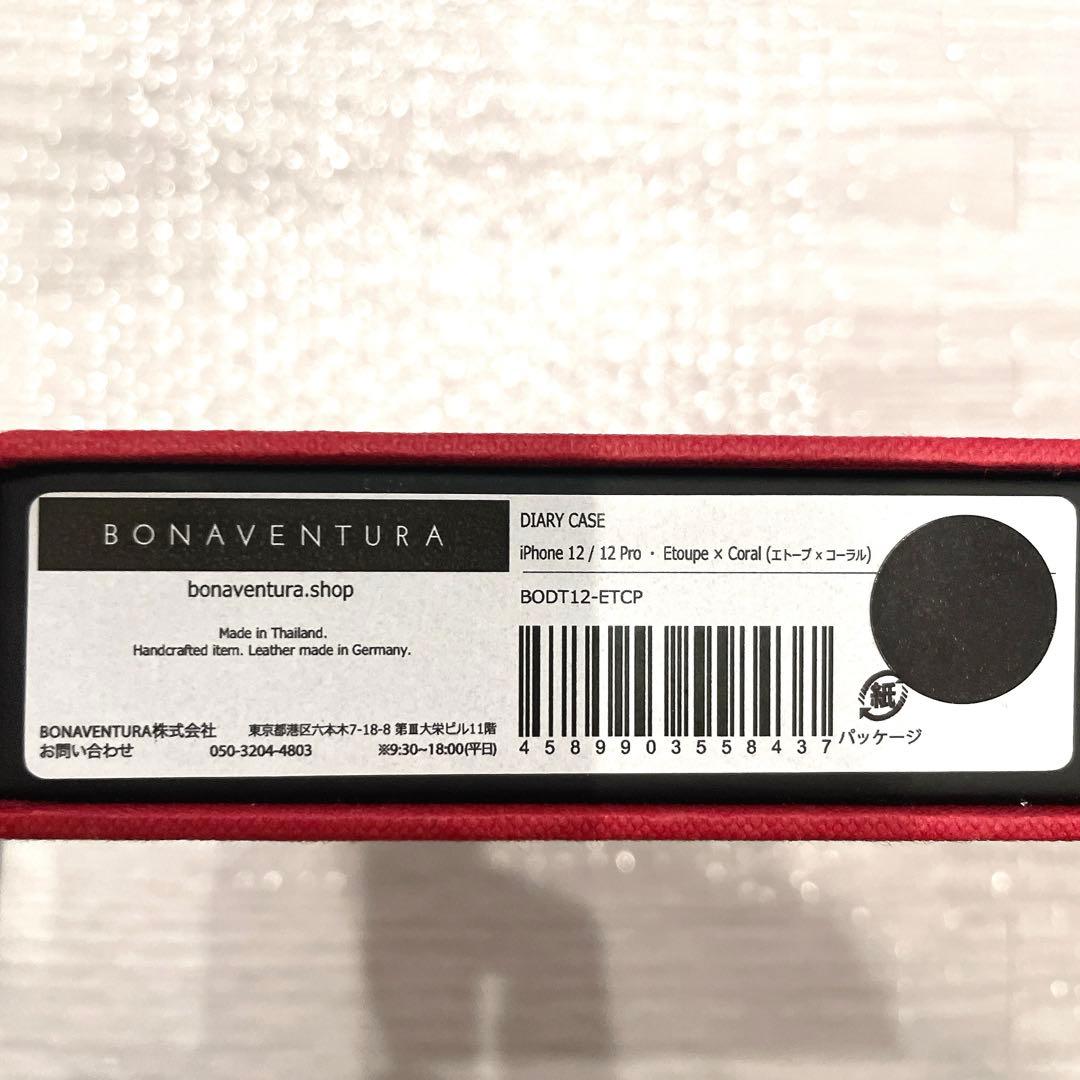 BONAVENTURA
bonaventura.shop
Made in Thailand.
Handcrafted item. Leather made in Germany.
BONAVENTURA株式会社 東京都港区六本木7-18-8 第Ⅲ大栄ビル11階
お問い合わせ 050-3204-4803 ※9:30~18:00(平日)
DIARY CASE
iPhone 12 / 12 Pro・Etoupe × Coral (エトープ × コーラル)
BODT12-ETCP
4589903558437
紙
パッケージ